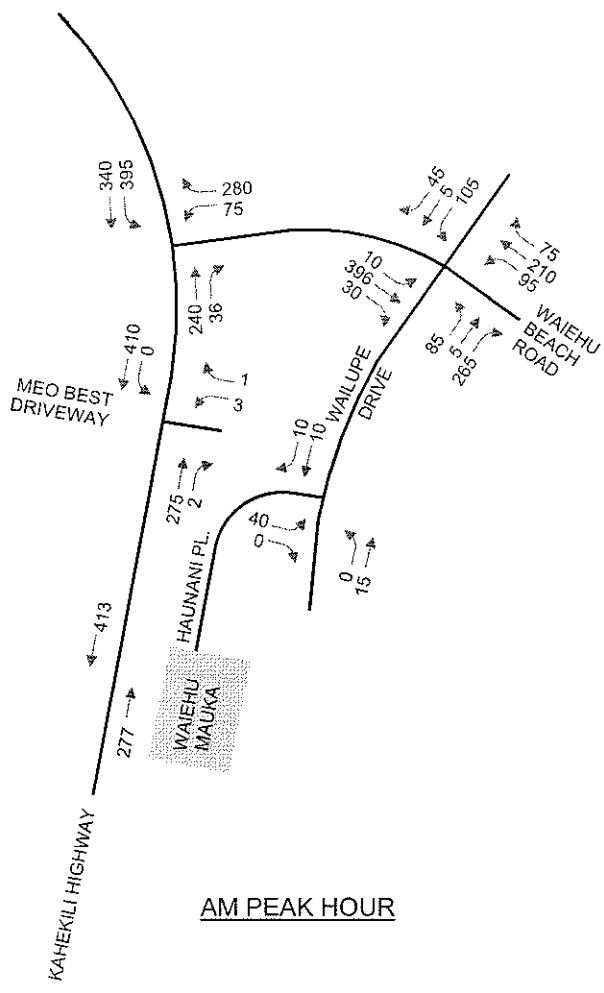 340
395
280
75
240
36
410
0
MEO BEST
DRIVEWAY
1
3
275
2
413
277
KAHEKILI HIGHWAY
HAUNANI PL.
WAIEHU
MAUKA
10
10
40
0
0
15
WAILUPE
DRIVE
10
396
30
45
5
105
75
210
95
85
5
265
WAIEHU
BEACH
ROAD
AM PEAK HOUR